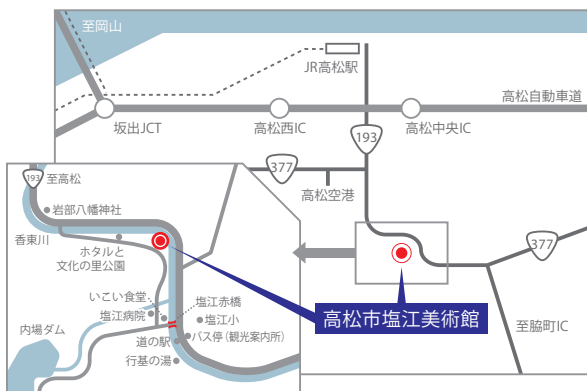 至岡山
JR高松駅
高松自動車道
坂出JCT
高松西IC
高松中央IC
193
377
高松空港
193
至高松
岩部八幡神社
香東川
ホタルと
文化の里公園
377
いこい食堂
塩江赤橋
塩江病院
塩江小
高松市塩江美術館
至脇町IC
内場ダム
バス停（観光案内所）
道の駅
行基の湯